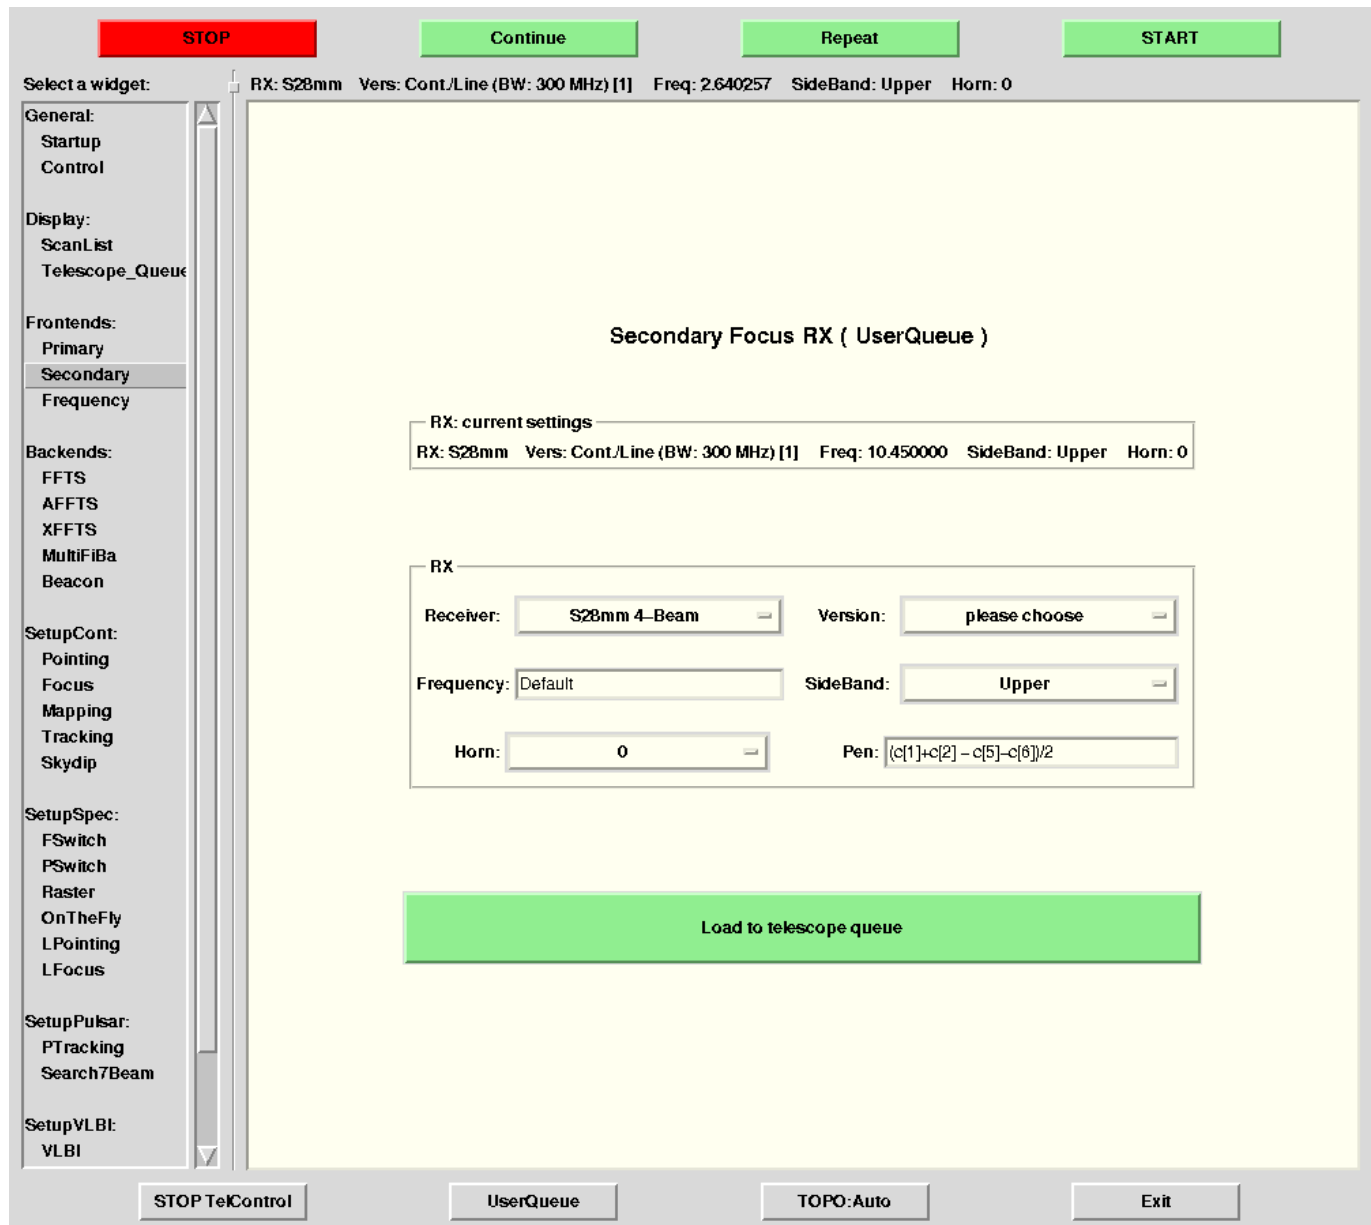 STOP Continue Repeat START
Select a widget: RX: S28mm Vers: Cont./Line (BW: 300 MHz) [1] Freq: 2.640257 SideBand: Upper Horn: 0
General:
Startup
Control
Display:
ScanList
Telescope_Queue
Frontends:
Primary
Secondary
Frequency
Backends:
FFTS
AFFTS
XFFTS
MultiFiBa
Beacon
SetupCont:
Pointing
Focus
Mapping
Tracking
Skydip
SetupSpec:
FSwitch
PSwitch
Raster
OnTheFly
LPointing
LFocus
SetupPulsar:
PTracking
Search7Beam
SetupVLBI:
VLBI
Secondary Focus RX ( UserQueue )
RX: current settings
RX: S28mm Vers: Cont./Line (BW: 300 MHz) [1] Freq: 10.450000 SideBand: Upper Horn: 0
RX
Receiver: S28mm 4–Beam Version: please choose
Frequency: Default SideBand: Upper
Horn: 0 Pen: (c[1]+c[2] – c[5]–c[6])/2
Load to telescope queue
STOP TelControl UserQueue TOPO:Auto Exit